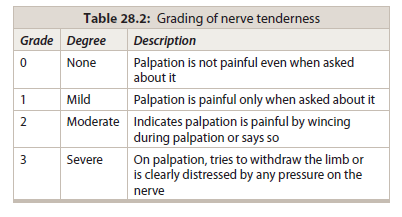 Table 28.2: Grading of nerve tenderness
Grade Degree Description
0 None Palpation is not painful even when asked
about it
1 Mild Palpation is painful only when asked about it
2 Moderate Indicates palpation is painful by wincing
during palpation or says so
3 Severe On palpation, tries to withdraw the limb or
is clearly distressed by any pressure on the
nerve